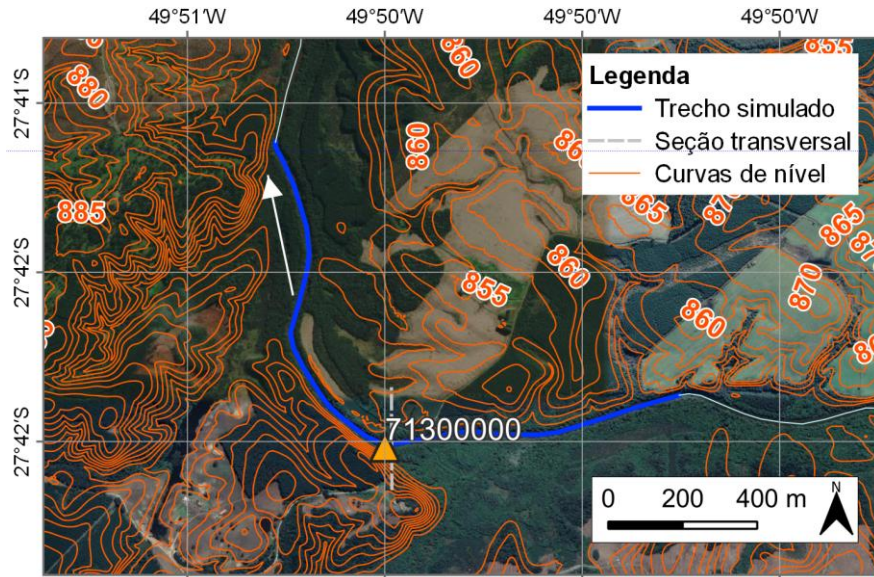 49°51'W 49°50'W 49°50'W 49°50'W
27°41'S
27°42'S
27°42'S
880
860
855
860
885
865
870
865
860
855
870
860
71300000
Legenda
Trecho simulado
Seção transversal
Curvas de nível
0 200 400 m
N